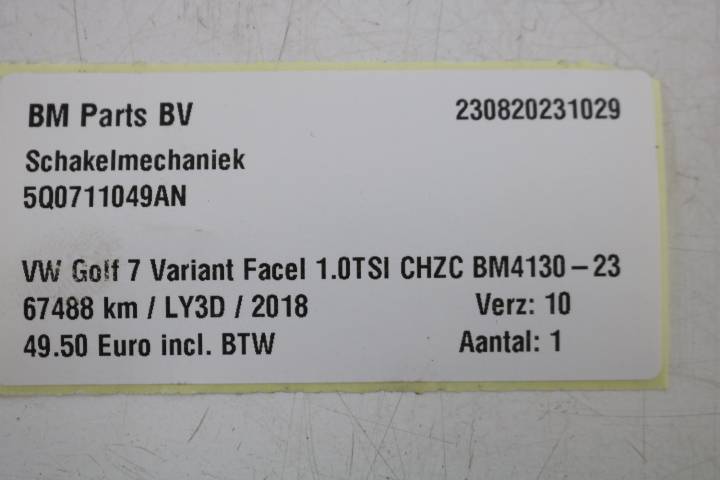 BM Parts BV 230820231029
Schakelmechaniek
5Q0711049AN
VW Golf 7 Variant Facel 1.0TSI CHZC BM4130-23
67488 km / LY3D / 2018 Verz: 10
49.50 Euro incl. BTW Aantal: 1